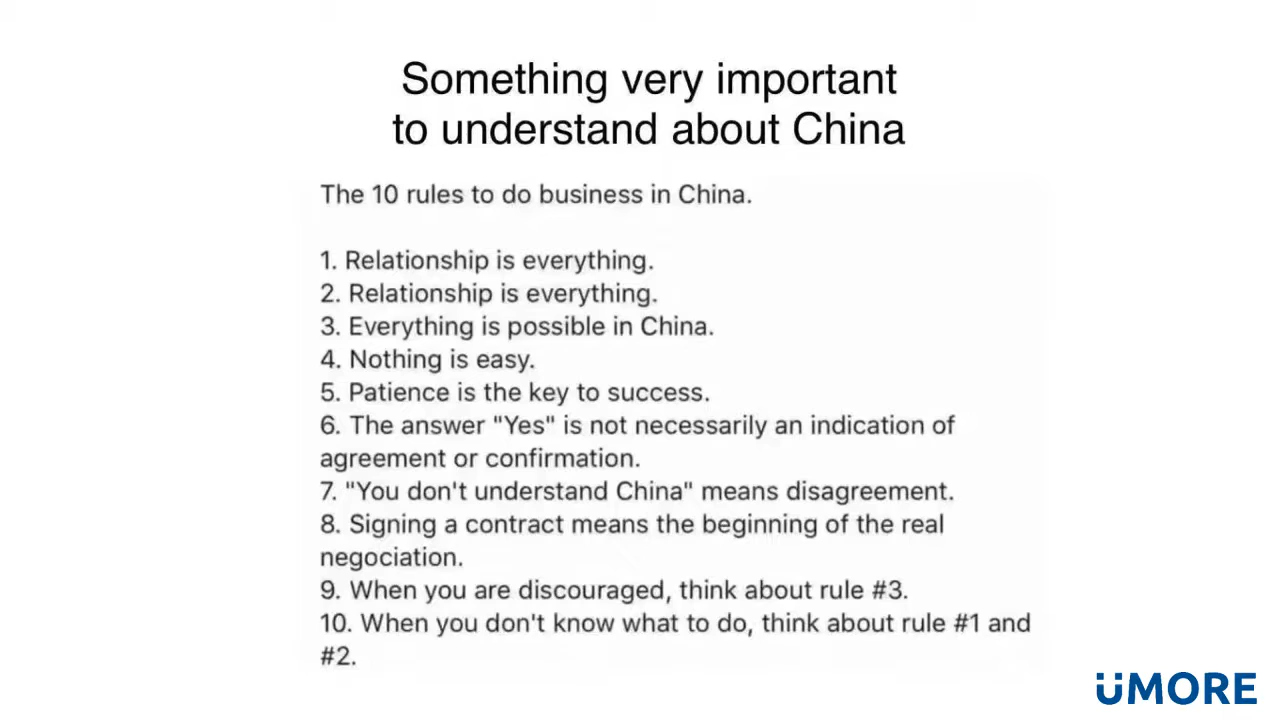 Something very important
to understand about China
The 10 rules to do business in China.
1. Relationship is everything.
2. Relationship is everything.
3. Everything is possible in China.
4. Nothing is easy.
5. Patience is the key to success.
6. The answer "Yes" is not necessarily an indication of
agreement or confirmation.
7. "You don't understand China" means disagreement.
8. Signing a contract means the beginning of the real
negociation.
9. When you are discouraged, think about rule #3.
10. When you don't know what to do, think about rule #1 and
#2.
ÜMORE